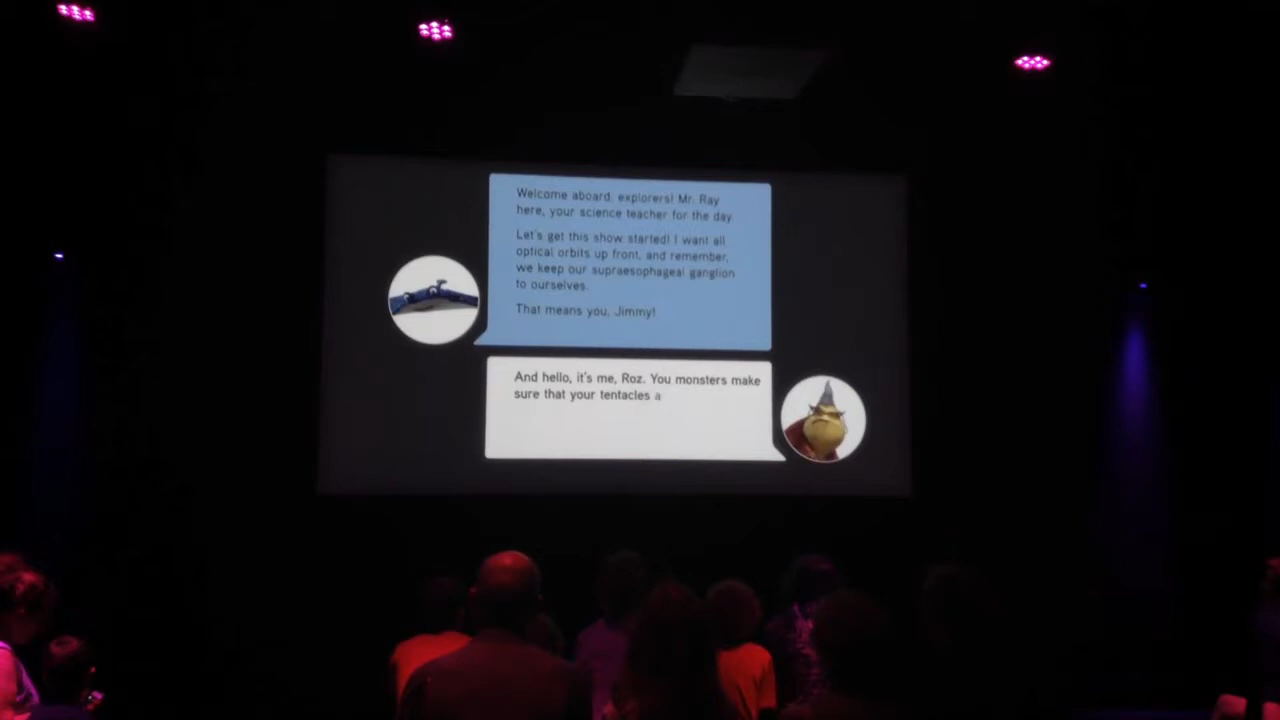 Welcome aboard, explorers! Mr. Ray
here, your science teacher for the day
Let's get this show started! I want all
optical orbits up front, and remember,
we keep our supraesophageal ganglion
to ourselves.
That means you, Jimmy!
And hello, it's me, Roz. You monsters make
sure that your tentacles a